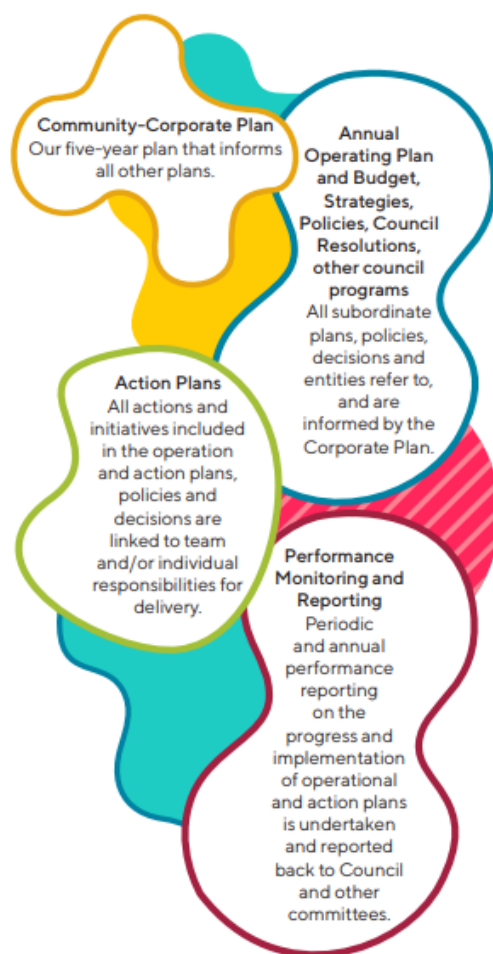 Community-Corporate Plan
Our five-year plan that informs
all other plans.
Annual
Operating Plan
and Budget,
Strategies,
Policies, Council
Resolutions,
other council
programs
All subordinate
plans, policies,
decisions and
entities refer to,
and are
informed by the
Corporate Plan.
Action Plans
All actions and
initiatives included
in the operation
and action plans,
policies and
decisions are
linked to team
and/or individual
responsibilities for
delivery.
Performance
Monitoring and
Reporting
Periodic
and annual
performance
reporting
on the
progress and
implementation
of operational
and action plans
is undertaken
and reported
back to Council
and other
committees.